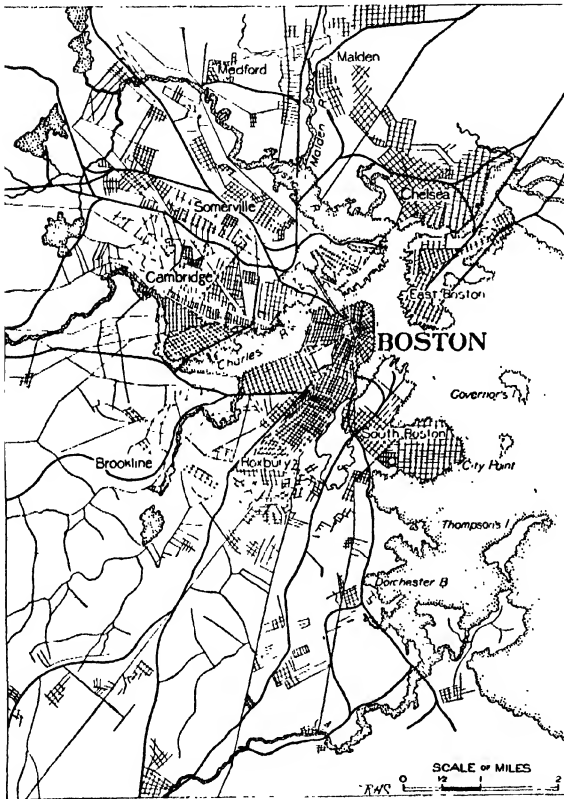 Medford
Malden
Malden R
Chelsea
Somerville
Cambridge
East Boston
Charles R
BOSTON
Governor's I
South Boston
City Point
Brookline
Roxbury
Thompson's I
Dorchester B
SCALE OF MILES
0 1/2 1 2
RHS